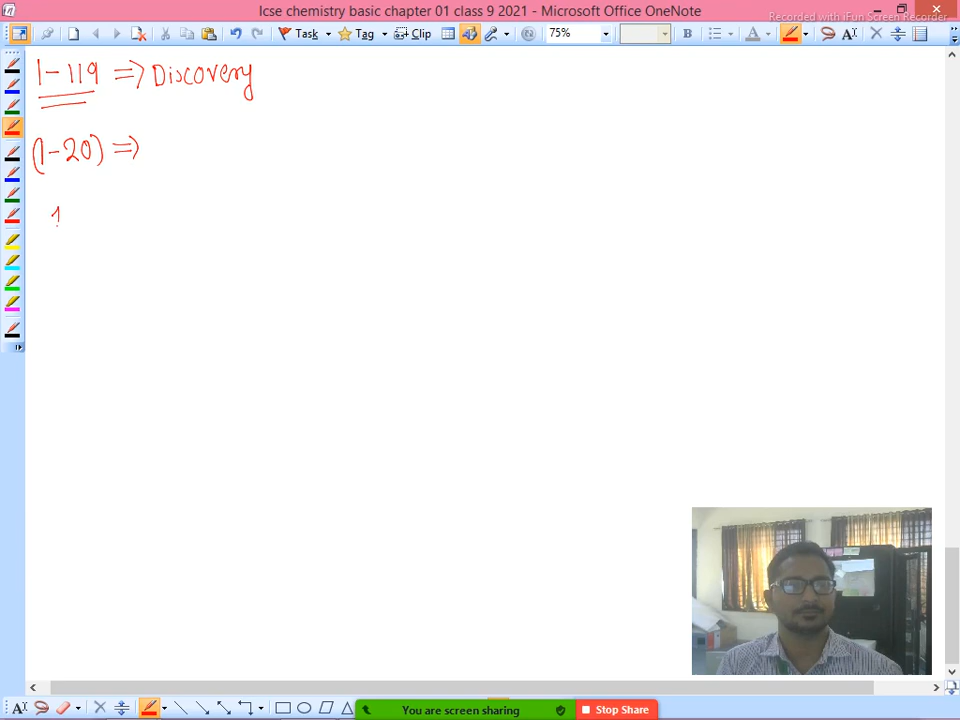 Icse chemistry basic chapter 01 class 9 2021 - Microsoft Office OneNote
Recorded with iFun Screen Recorder
Task Tag Clip 75% B A A
1-119 => Discovery
(1-20) =>
1
A
You are screen sharing Stop Share